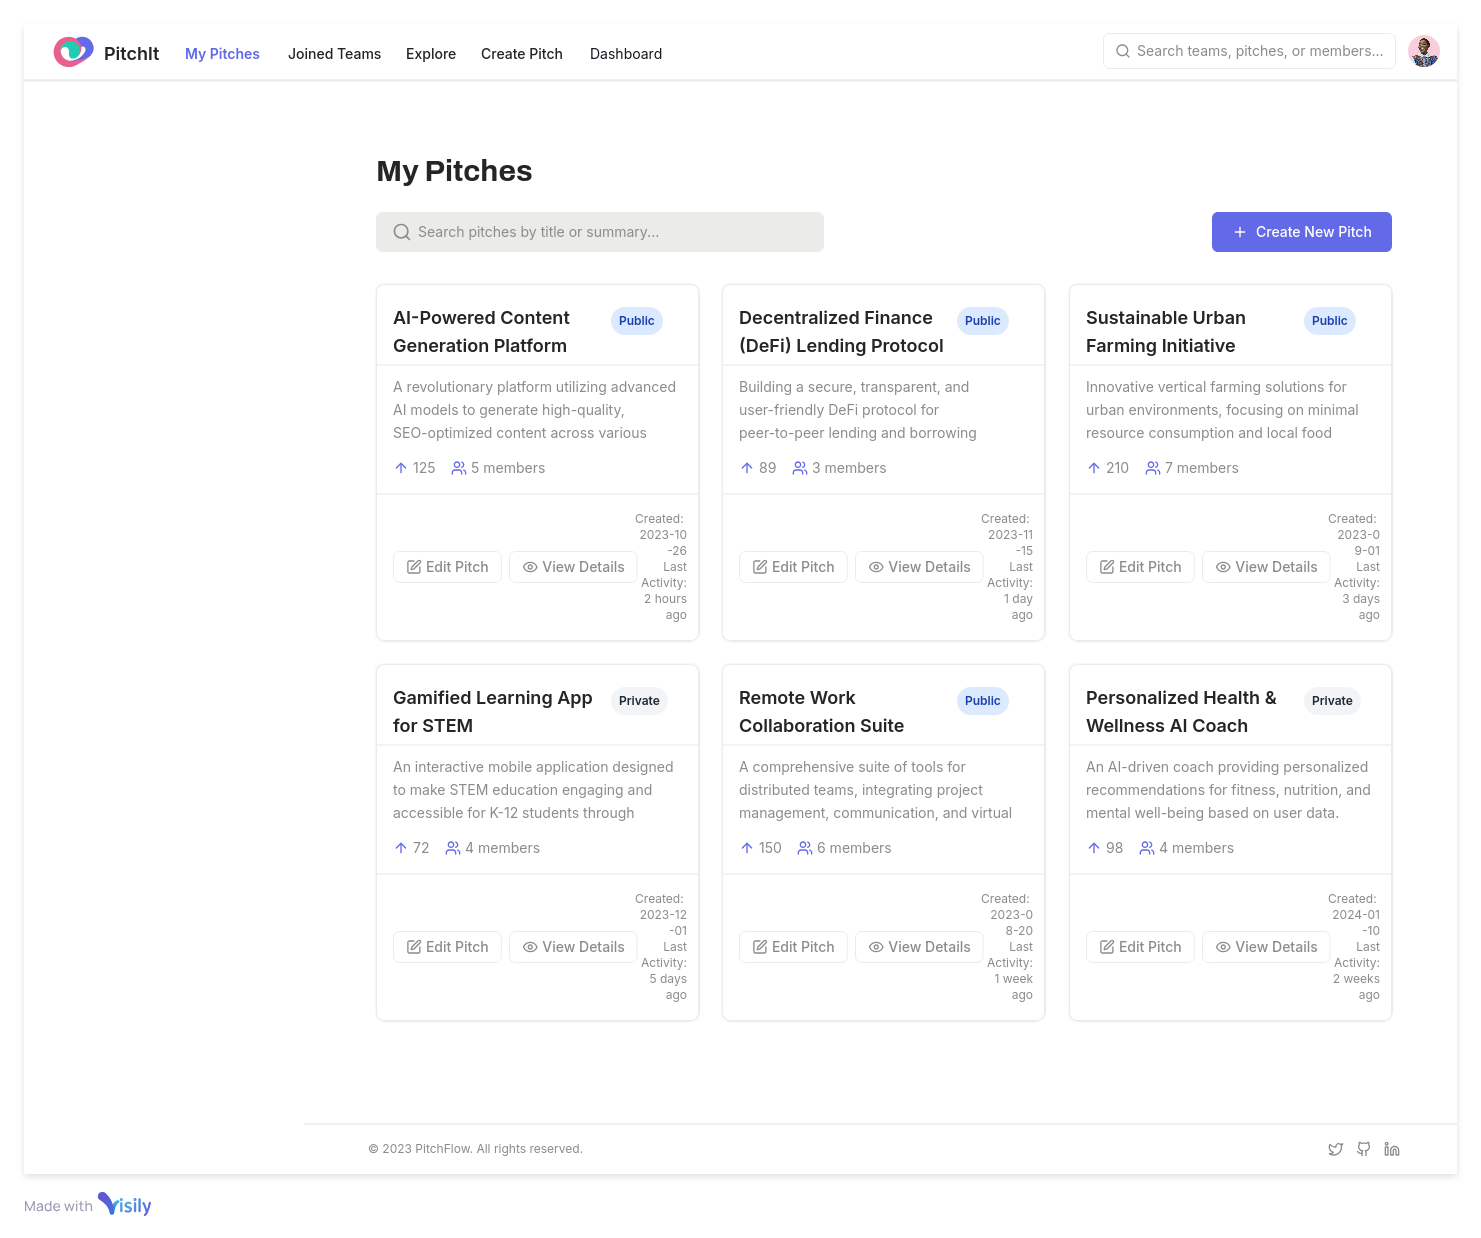 PitchIt
My Pitches
Joined Teams
Explore
Create Pitch
Dashboard
Search teams, pitches, or members...
My Pitches
Search pitches by title or summary...
Create New Pitch
AI-Powered Content
Generation Platform
Public
A revolutionary platform utilizing advanced
AI models to generate high-quality,
SEO-optimized content across various
125
5 members
Edit Pitch
View Details
Created:
2023-10
-26
Last
Activity:
2 hours
ago
Decentralized Finance
(DeFi) Lending Protocol
Public
Building a secure, transparent, and
user-friendly DeFi protocol for
peer-to-peer lending and borrowing
89
3 members
Edit Pitch
View Details
Created:
2023-11
-15
Last
Activity:
1 day
ago
Sustainable Urban
Farming Initiative
Public
Innovative vertical farming solutions for
urban environments, focusing on minimal
resource consumption and local food
210
7 members
Edit Pitch
View Details
Created:
2023-0
9-01
Last
Activity:
3 days
ago
Gamified Learning App
for STEM
Private
An interactive mobile application designed
to make STEM education engaging and
accessible for K-12 students through
72
4 members
Edit Pitch
View Details
Created:
2023-12
-01
Last
Activity:
5 days
ago
Remote Work
Collaboration Suite
Public
A comprehensive suite of tools for
distributed teams, integrating project
management, communication, and virtual
150
6 members
Edit Pitch
View Details
Created:
2023-0
8-20
Last
Activity:
1 week
ago
Personalized Health &
Wellness AI Coach
Private
An AI-driven coach providing personalized
recommendations for fitness, nutrition, and
mental well-being based on user data.
98
4 members
Edit Pitch
View Details
Created:
2024-01
-10
Last
Activity:
2 weeks
ago
© 2023 PitchFlow. All rights reserved.
Made with Visily